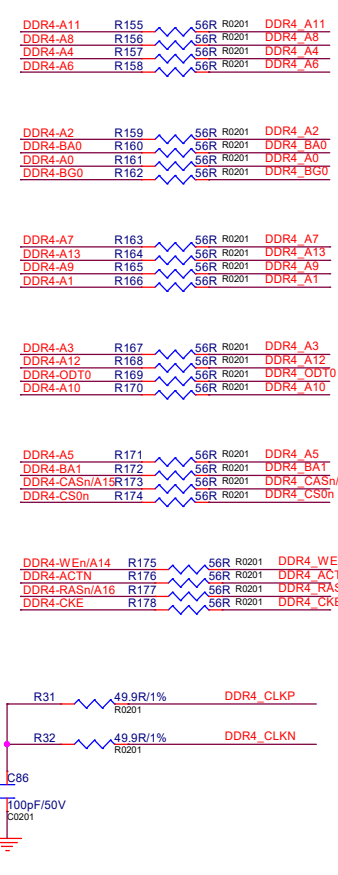 DDR4-A11 R155 56R R0201 DDR4_A11
DDR4-A8 R156 56R R0201 DDR4_A8
DDR4-A4 R157 56R R0201 DDR4_A4
DDR4-A6 R158 56R R0201 DDR4_A6
DDR4-A2 R159 56R R0201 DDR4_A2
DDR4-BA0 R160 56R R0201 DDR4_BA0
DDR4-A0 R161 56R R0201 DDR4_A0
DDR4-BG0 R162 56R R0201 DDR4_BG0
DDR4-A7 R163 56R R0201 DDR4_A7
DDR4-A13 R164 56R R0201 DDR4_A13
DDR4-A9 R165 56R R0201 DDR4_A9
DDR4-A1 R166 56R R0201 DDR4_A1
DDR4-A3 R167 56R R0201 DDR4_A3
DDR4-A12 R168 56R R0201 DDR4_A12
DDR4-ODT0 R169 56R R0201 DDR4_ODT0
DDR4-A10 R170 56R R0201 DDR4_A10
DDR4-A5 R171 56R R0201 DDR4_A5
DDR4-BA1 R172 56R R0201 DDR4_BA1
DDR4-CASn/A15 R173 56R R0201 DDR4_CASn/
DDR4-CS0n R174 56R R0201 DDR4_CS0n
DDR4-WEn/A14 R175 56R R0201 DDR4_WE
DDR4-ACTN R176 56R R0201 DDR4_ACT
DDR4-RASn/A16 R177 56R R0201 DDR4_RAS
DDR4-CKE R178 56R R0201 DDR4_CKE
R31 49.9R/1% DDR4_CLKP
R0201
R32 49.9R/1% DDR4_CLKN
R0201
C86
100pF/50V
C0201